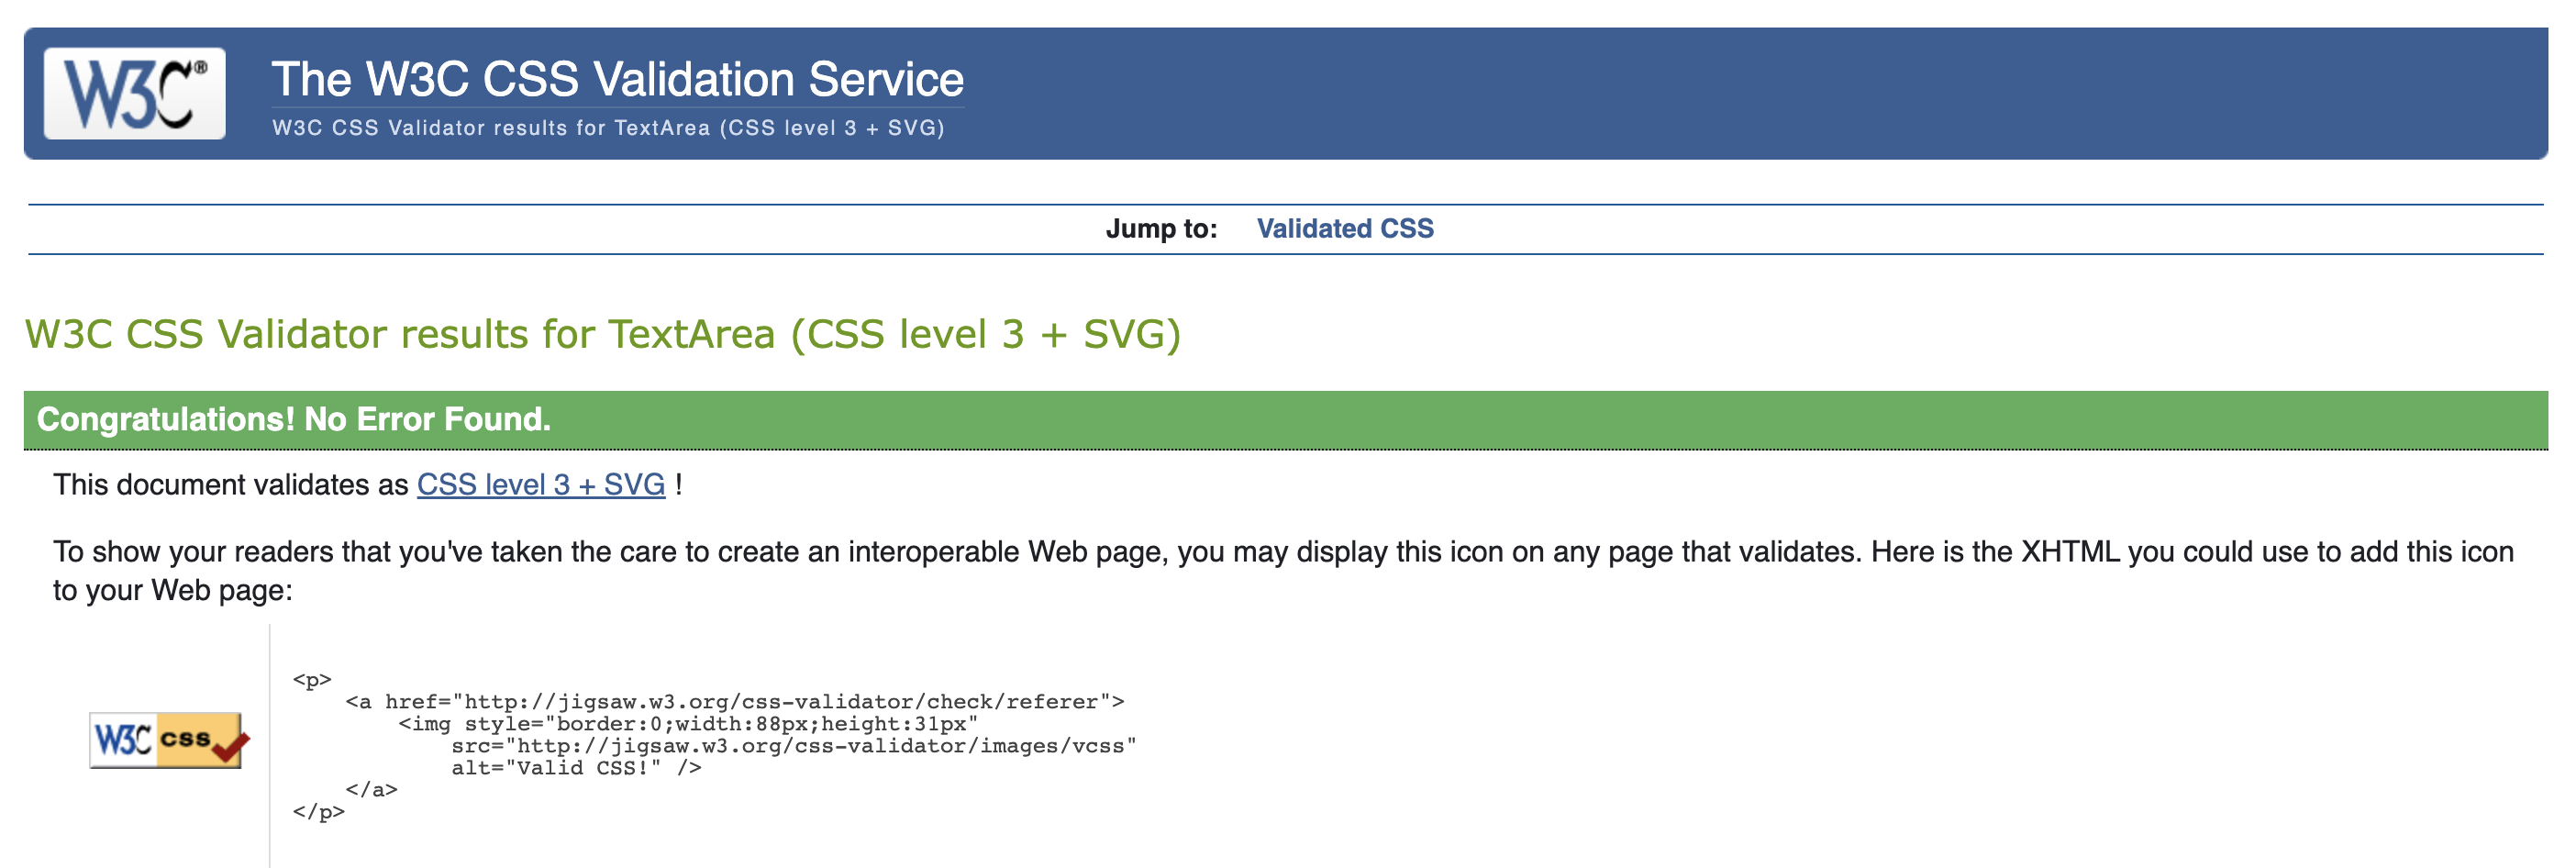 W3C®
The W3C CSS Validation Service
W3C CSS Validator results for TextArea (CSS level 3 + SVG)
Jump to: Validated CSS
W3C CSS Validator results for TextArea (CSS level 3 + SVG)
Congratulations! No Error Found.
This document validates as CSS level 3 + SVG !
To show your readers that you've taken the care to create an interoperable Web page, you may display this icon on any page that validates. Here is the XHTML you could use to add this icon
to your Web page:
W3C css
<p>
    <a href="http://jigsaw.w3.org/css-validator/check/referer">
        <img style="border:0;width:88px;height:31px"
            src="http://jigsaw.w3.org/css-validator/images/vcss"
            alt="Valid CSS!" />
    </a>
</p>